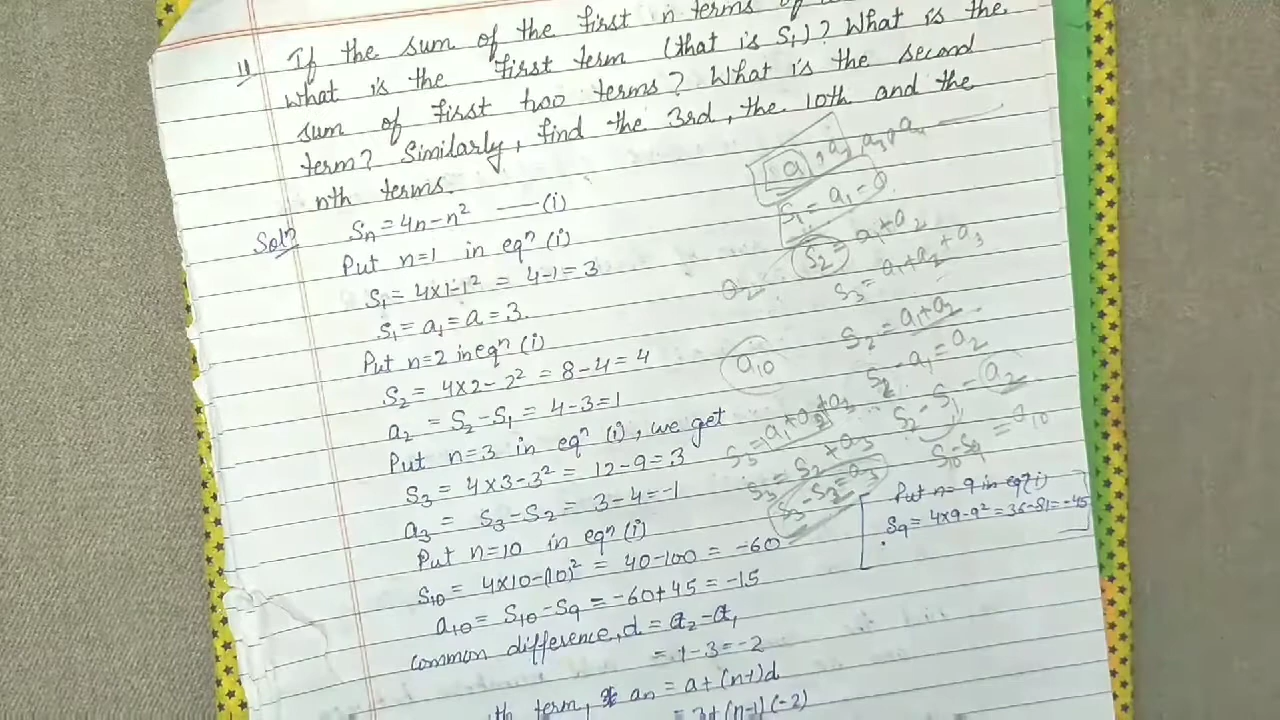 11 If the sum of the first n terms of
what is the first term (that is S₁)? What is the
sum of first two terms? What is the second
term? Similarly, find the 3rd, the 10th and the
nth terms.
Solⁿ Sₙ = 4n-n² — (i)
Put n=1 in eqⁿ (i)
S₁ = 4×1-1² = 4-1=3
S₁ = a₁ = a = 3.
Put n=2 in eqⁿ (i)
S₂ = 4×2-2² = 8-4=4
a₂ = S₂-S₁ = 4-3=1
Put n=3 in eqⁿ (i), we get
S₃ = 4×3-3² = 12-9=3
a₃ = S₃-S₂ = 3-4=-1
Put n=10 in eqⁿ (i)
S₁₀ = 4×10-(10)² = 40-100 = -60
a₁₀ = S₁₀-S₉ = -60+45 = -15
common difference, d = a₂-a₁
= 1-3=-2
th term, aₙ = a+(n-1)d
= 3+(n-1)(-2)
S₂ = a₁+a₂
S₃ = a₁+a₂+a₃
a₂
S₂ = a₁+a₂
S₂-a₁ = a₂
a₁₀
S₂-S₁ = a₂
S₁₀-S₉ = a₁₀
S₃ = a₁+a₂+a₃
S₃ = S₂+a₃
S₃-S₂ = a₃
Put n=9 in eqⁿ(i)
S₉ = 4×9-9² = 36-81=-45